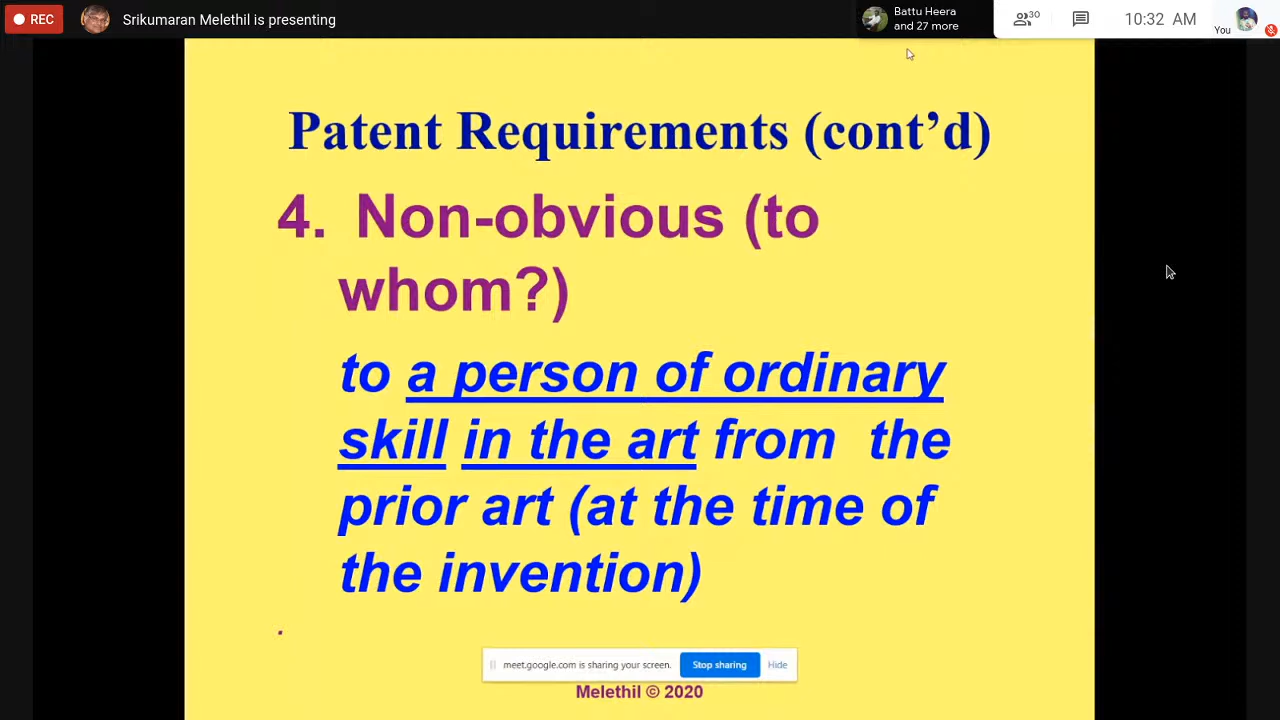 REC
Srikumaran Melethil is presenting
Battu Heera
and 27 more
30
10:32 AM
You
Patent Requirements (cont’d)
4. Non-obvious (to
whom?)
to a person of ordinary
skill in the art from the
prior art (at the time of
the invention)
.
meet.google.com is sharing your screen.
Stop sharing
Hide
Melethil © 2020